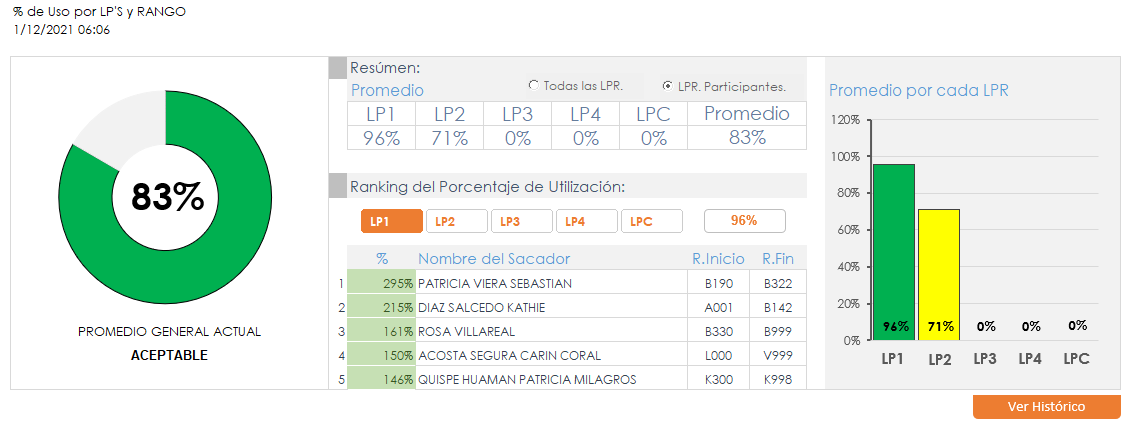 % de Uso por LP'S y RANGO
1/12/2021 06:06
83%
PROMEDIO GENERAL ACTUAL
ACEPTABLE
Resúmen:
Promedio
Todas las LPR.
LPR. Participantes.
LP1 LP2 LP3 LP4 LPC Promedio
96% 71% 0% 0% 0% 83%
Ranking del Porcentaje de Utilización:
LP1 LP2 LP3 LP4 LPC 96%
% Nombre del Sacador R.Inicio R.Fin
1 295% PATRICIA VIERA SEBASTIAN B190 B322
2 215% DIAZ SALCEDO KATHIE A001 B142
3 161% ROSA VILLAREAL B330 B999
4 150% ACOSTA SEGURA CARIN CORAL L000 V999
5 146% QUISPE HUAMAN PATRICIA MILAGROS K300 K998
Promedio por cada LPR
120%
100%
80%
60%
40%
20%
0%
96% 71% 0% 0% 0%
LP1 LP2 LP3 LP4 LPC
Ver Histórico